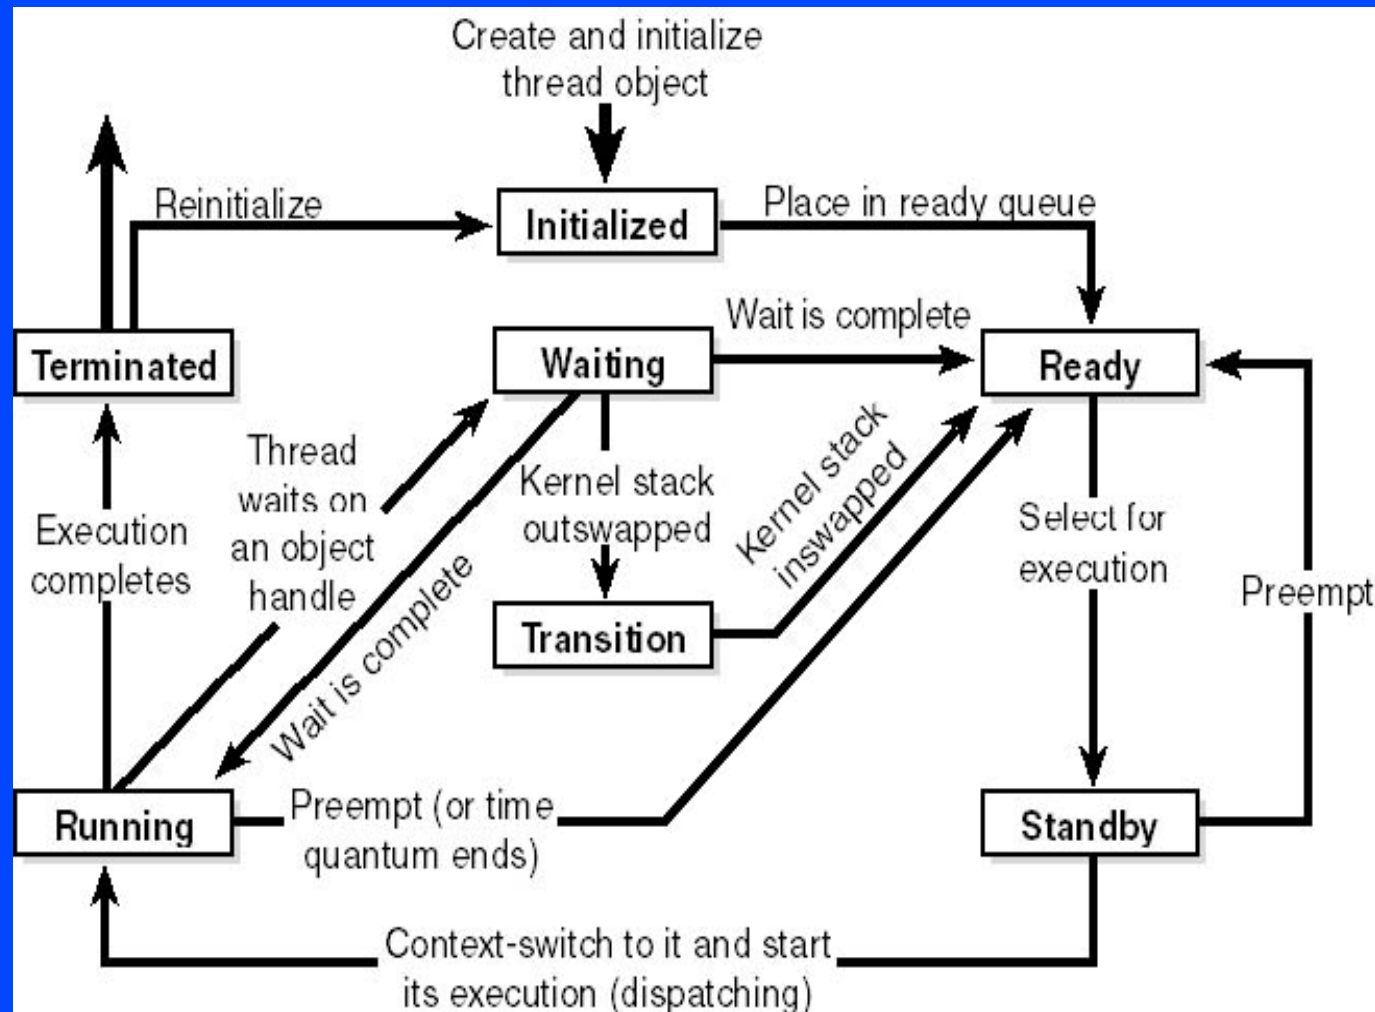 Create and initialize
thread object
Reinitialize
Initialized
Place in ready queue
Terminated
Waiting
Wait is complete
Ready
Thread
waits on
an object
handle
Kernel stack
outswapped
Kernel stack
inswapped
Select for
execution
Execution
completes
Preempt
Transition
Wait is complete
Running
Preempt (or time
quantum ends)
Standby
Context-switch to it and start
its execution (dispatching)